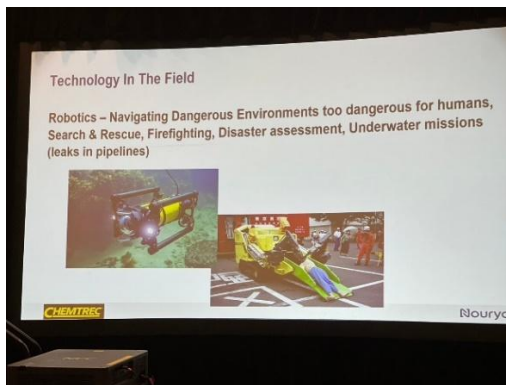 Technology In The Field
Robotics – Navigating Dangerous Environments too dangerous for humans,
Search & Rescue, Firefighting, Disaster assessment, Underwater missions
(leaks in pipelines)
CHEMTREC